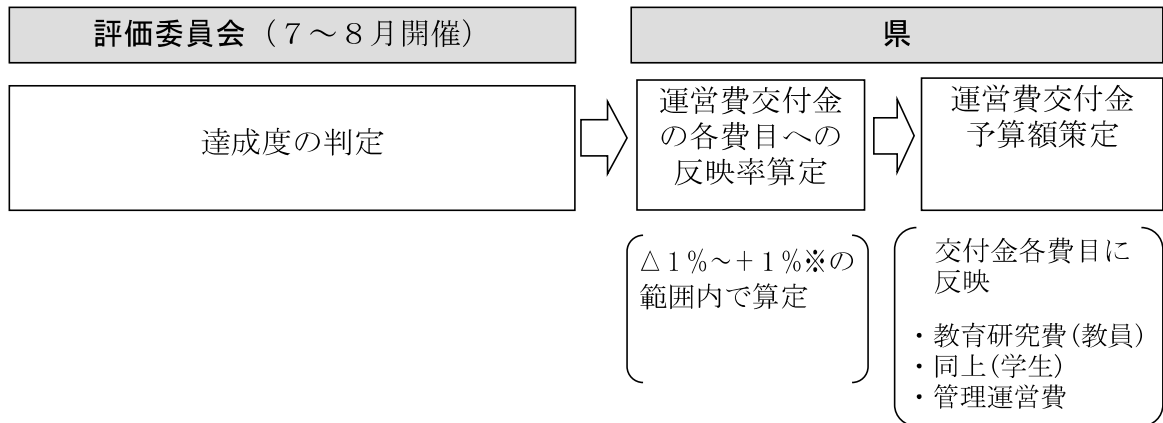 評価委員会（７～８月開催）
県
達成度の判定
運営費交付金
の各費目への
反映率算定
運営費交付金
予算額策定
△１％～＋１％※の
範囲内で算定
交付金各費目に
反映
・教育研究費(教員)
・同上(学生)
・管理運営費